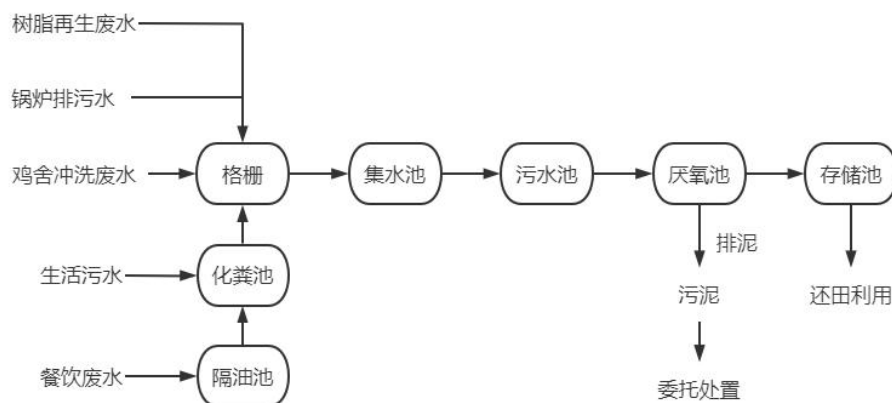 树脂再生废水
锅炉排污水
鸡舍冲洗废水
格栅
集水池
污水池
厌氧池
存储池
排泥
生活污水
化粪池
污泥
还田利用
餐饮废水
隔油池
委托处置